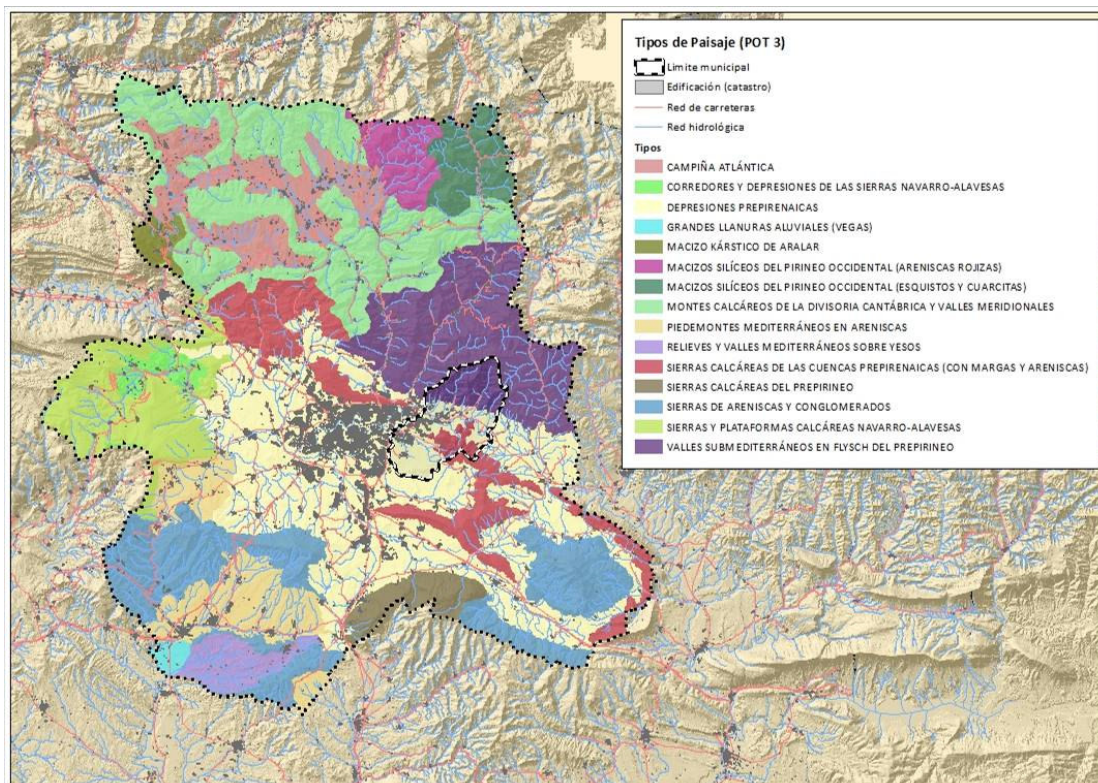 Tipos de Paisaje (POT 3)
Limite municipal
Edificación (catastro)
Red de carreteras
Red hidrológica
Tipos
CAMPIÑA ATLÁNTICA
CORREDORES Y DEPRESIONES DE LAS SIERRAS NAVARRO-ALAVESAS
DEPRESIONES PREPIRENAICAS
GRANDES LLANURAS ALUVIALES (VEGAS)
MACIZO KÁRSTICO DE ARALAR
MACIZOS SILÍCEOS DEL PIRINEO OCCIDENTAL (ARENISCAS ROJIZAS)
MACIZOS SILÍCEOS DEL PIRINEO OCCIDENTAL (ESQUISTOS Y CUARCITAS)
MONTES CALCÁREOS DE LA DIVISORIA CANTÁBRICA Y VALLES MERIDIONALES
PIEDEMONTES MEDITERRÁNEOS EN ARENISCAS
RELIEVES Y VALLES MEDITERRÁNEOS SOBRE YESOS
SIERRAS CALCÁREAS DE LAS CUENCAS PREPIRENAICAS (CON MARGAS Y ARENISCAS)
SIERRAS CALCÁREAS DEL PREPIRINEO
SIERRAS DE ARENISCAS Y CONGLOMERADOS
SIERRAS Y PLATAFORMAS CALCÁREAS NAVARRO-ALAVESAS
VALLES SUBMEDITERRÁNEOS EN FLYSCH DEL PREPIRINEO